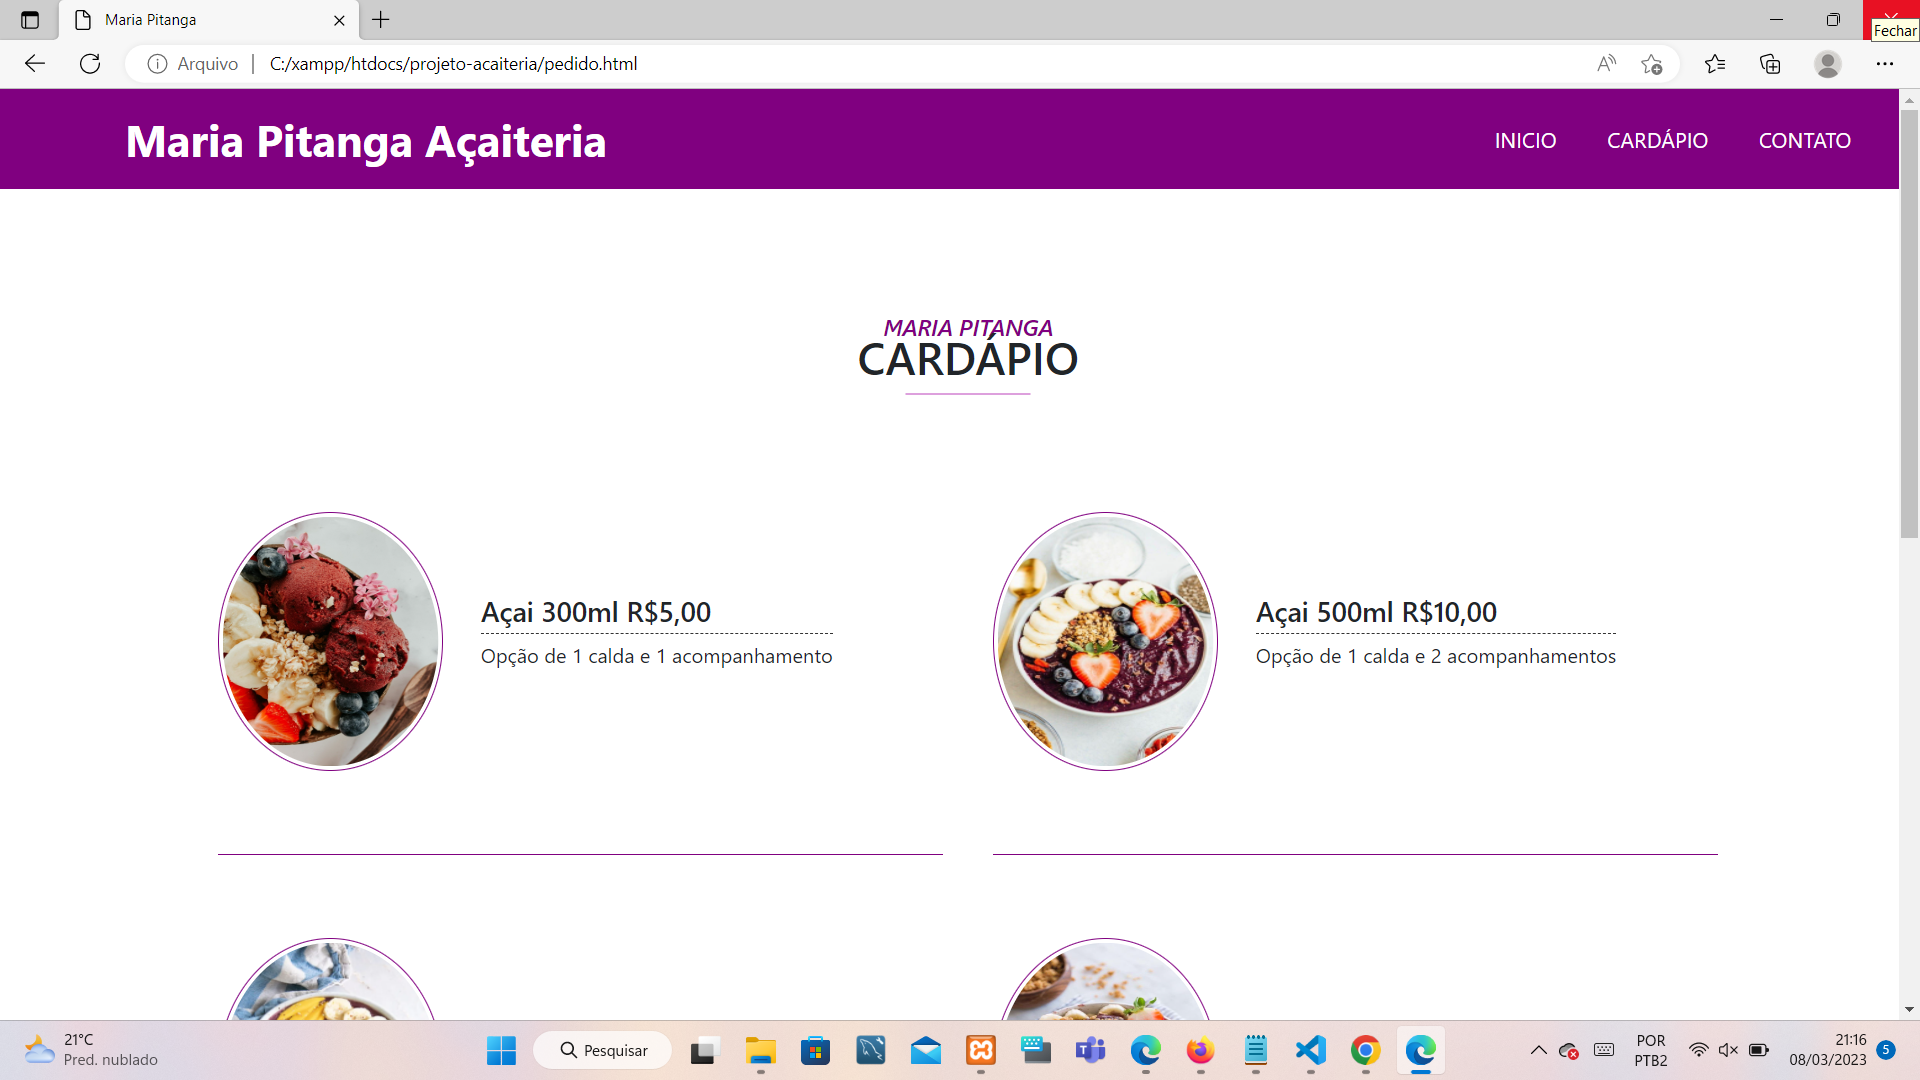 Maria Pitanga
Fechar
Arquivo
C:/xampp/htdocs/projeto-acaiteria/pedido.html
Maria Pitanga Açaiteria
INICIO
CARDÁPIO
CONTATO
MARIA PITANGA
CARDÁPIO
Açai 300ml R$5,00
Opção de 1 calda e 1 acompanhamento
Açai 500ml R$10,00
Opção de 1 calda e 2 acompanhamentos
21°C
Pred. nublado
Pesquisar
POR
PTB2
21:16
08/03/2023
5